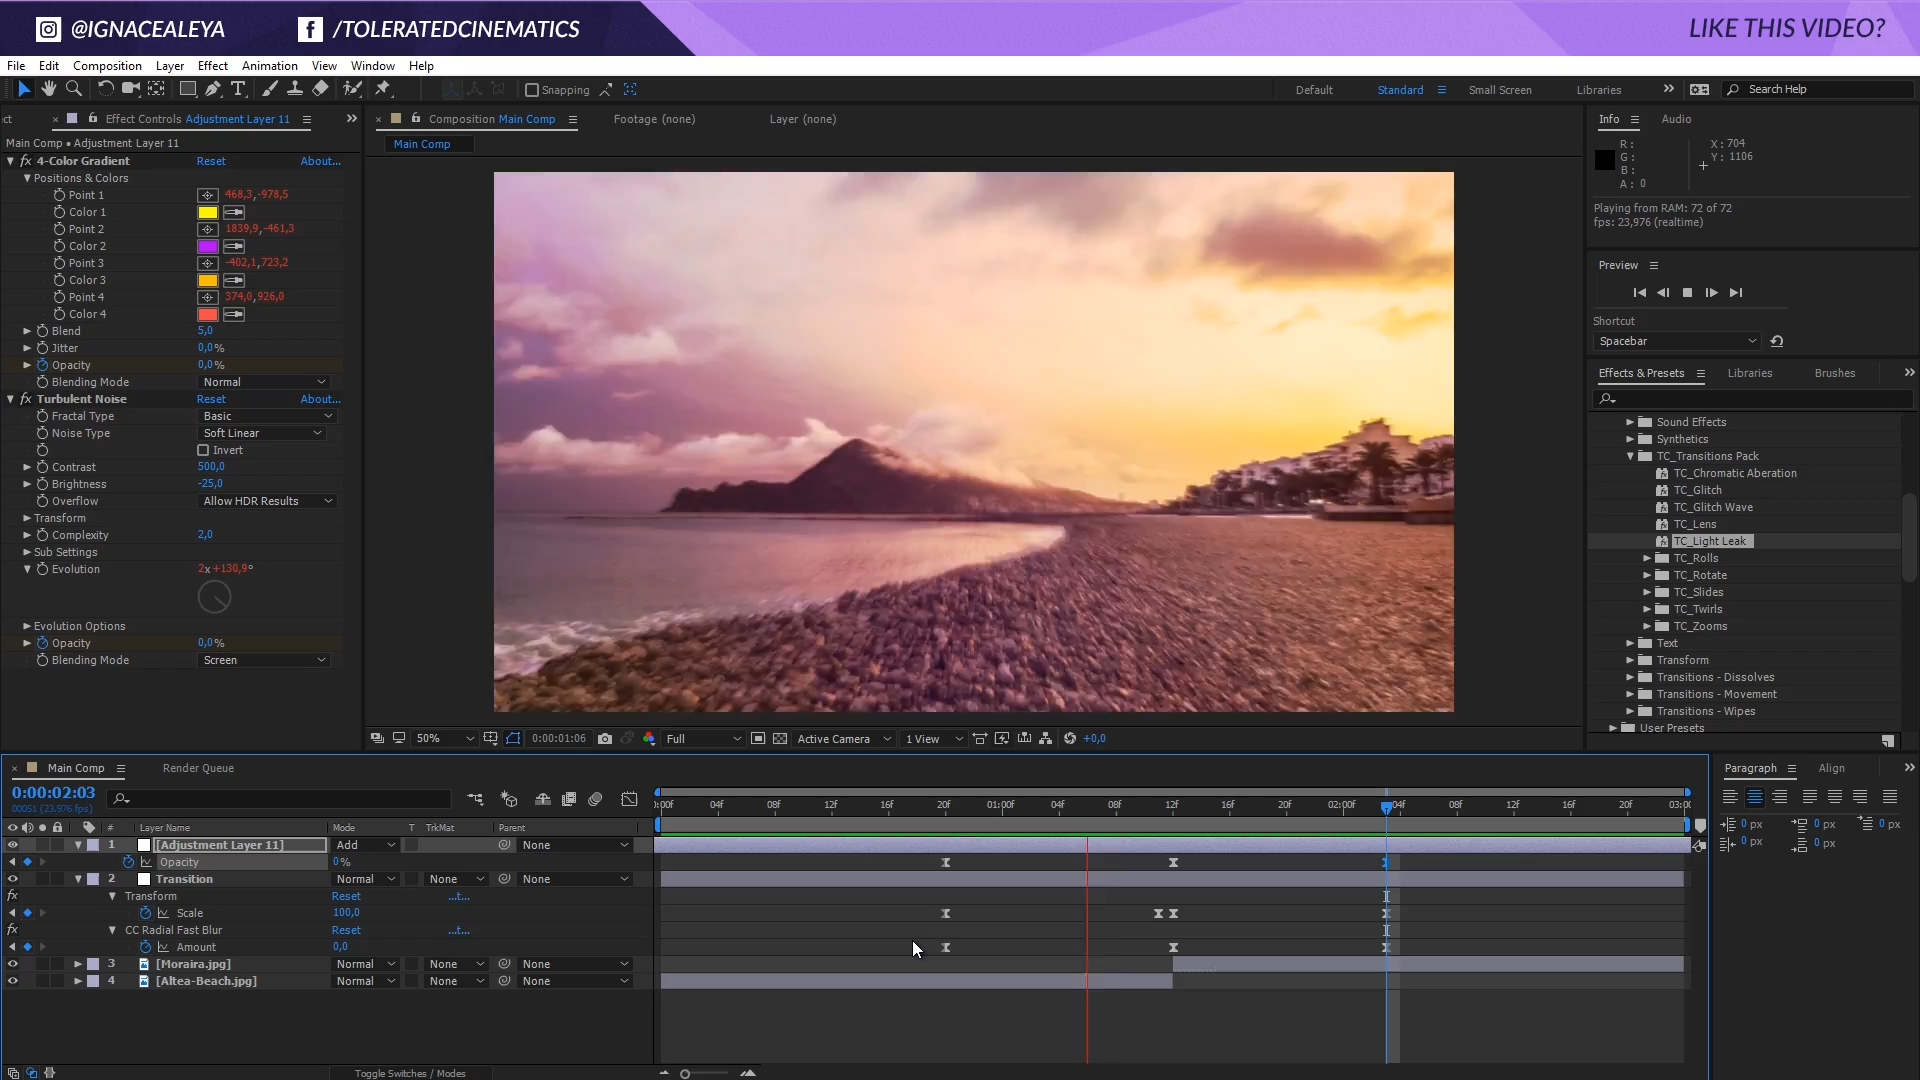 @IGNACEALEYA /TOLERATEDCINEMATICS LIKE THIS VIDEO?
File Edit Composition Layer Effect Animation View Window Help
Snapping Default Standard Small Screen Libraries Search Help
Effect Controls Adjustment Layer 11
Composition Main Comp Footage (none) Layer (none)
Info Audio
Main Comp • Adjustment Layer 11
Main Comp
4-Color Gradient Reset About...
Positions & Colors
Point 1 468,3,-978,5
Color 1
Point 2 1839,9,-461,3
Color 2
Point 3 -402,1,723,2
Color 3
Point 4 374,0,926,0
Color 4
Blend 5,0
Jitter 0,0%
Opacity 0,0%
Blending Mode Normal
Turbulent Noise Reset About...
Fractal Type Basic
Noise Type Soft Linear
Invert
Contrast 500,0
Brightness -25,0
Overflow Allow HDR Results
Transform
Complexity 2,0
Sub Settings
Evolution 2x+130,9°
Evolution Options
Opacity 0,0%
Blending Mode Screen
50% 0:00:01:06 Full Active Camera 1 View +0,0
R :
G :
B :
A : 0
X : 704
Y : 1106
Playing from RAM: 72 of 72
fps: 23,976 (realtime)
Preview
Shortcut
Spacebar
Effects & Presets Libraries Brushes
Sound Effects
Synthetics
TC_Transitions Pack
TC_Chromatic Aberation
TC_Glitch
TC_Glitch Wave
TC_Lens
TC_Light Leak
TC_Rolls
TC_Rotate
TC_Slides
TC_Twirls
TC_Zooms
Text
Transform
Transitions - Dissolves
Transitions - Movement
Transitions - Wipes
User Presets
Main Comp Render Queue
0:00:02:03
00051 (23.976 fps)
:00f 04f 08f 12f 16f 20f 01:00f 04f 08f 12f 16f 20f 02:00f 04f 08f 12f 16f 20f 03:00
# Layer Name Mode T TrkMat Parent
1 [Adjustment Layer 11] Add None
Opacity 0%
2 Transition Normal None None
Transform Reset ...t...
Scale 100,0
CC Radial Fast Blur Reset ...t...
Amount 0,0
3 [Moraira.jpg] Normal None None
4 [Altea-Beach.jpg] Normal None None
Toggle Switches / Modes
Paragraph Align
0 px 0 px 0 px
0 px 0 px